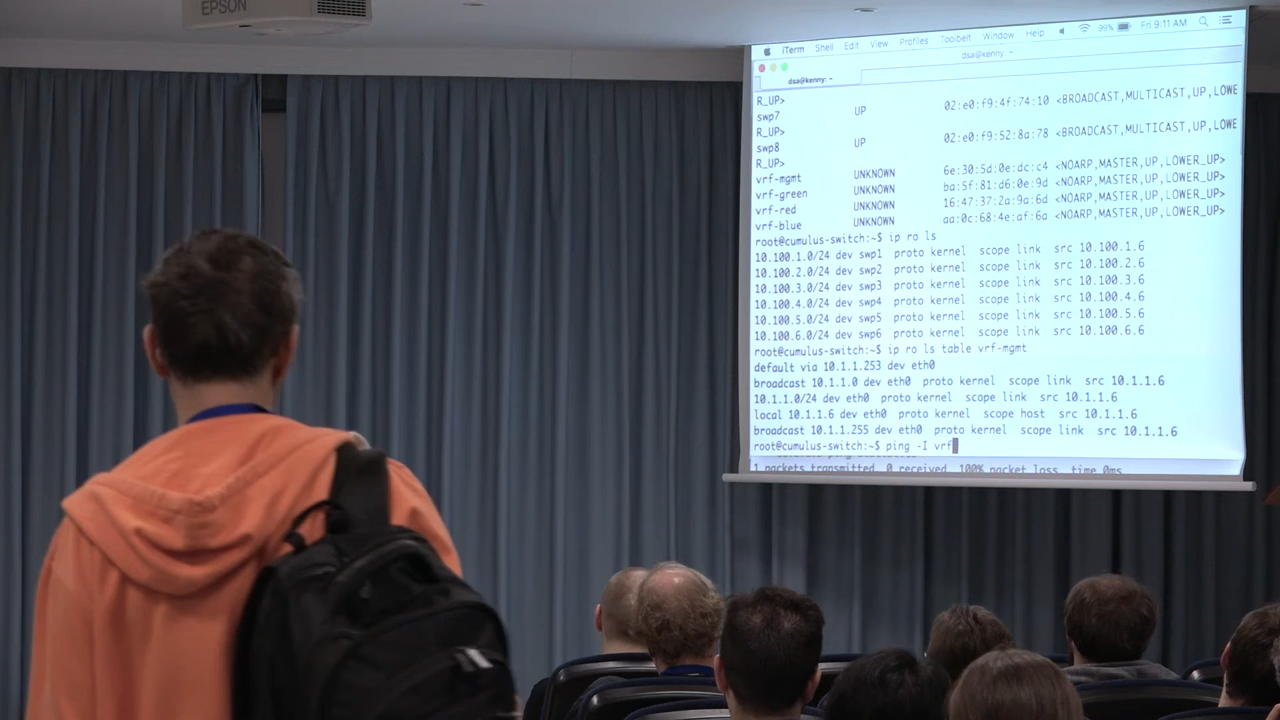 EPSON
iTerm Shell Edit View Profiles Toolbelt Window Help 99% Fri 9:11 AM
dsa@kenny: ~
dsa@kenny: ~
R_UP>
swp7 UP 02:e0:f9:4f:74:10 <BROADCAST,MULTICAST,UP,LOWE
R_UP>
swp8 UP 02:e0:f9:52:8a:78 <BROADCAST,MULTICAST,UP,LOWE
R_UP>
vrf-mgmt UNKNOWN 6e:30:5d:0e:dc:c4 <NOARP,MASTER,UP,LOWER_UP>
vrf-green UNKNOWN ba:5f:81:d6:0e:9d <NOARP,MASTER,UP,LOWER_UP>
vrf-red UNKNOWN 16:47:37:2a:9a:6d <NOARP,MASTER,UP,LOWER_UP>
vrf-blue UNKNOWN aa:0c:68:4e:af:6a <NOARP,MASTER,UP,LOWER_UP>
root@cumulus-switch:~$ ip ro ls
10.100.1.0/24 dev swp1 proto kernel scope link src 10.100.1.6
10.100.2.0/24 dev swp2 proto kernel scope link src 10.100.2.6
10.100.3.0/24 dev swp3 proto kernel scope link src 10.100.3.6
10.100.4.0/24 dev swp4 proto kernel scope link src 10.100.4.6
10.100.5.0/24 dev swp5 proto kernel scope link src 10.100.5.6
10.100.6.0/24 dev swp6 proto kernel scope link src 10.100.6.6
root@cumulus-switch:~$ ip ro ls table vrf-mgmt
default via 10.1.1.253 dev eth0
broadcast 10.1.1.0 dev eth0 proto kernel scope link src 10.1.1.6
10.1.1.0/24 dev eth0 proto kernel scope link src 10.1.1.6
local 10.1.1.6 dev eth0 proto kernel scope host src 10.1.1.6
broadcast 10.1.1.255 dev eth0 proto kernel scope link src 10.1.1.6
root@cumulus-switch:~$ ping -I vrf
1 packets transmitted, 0 received, 100% packet loss, time 0ms